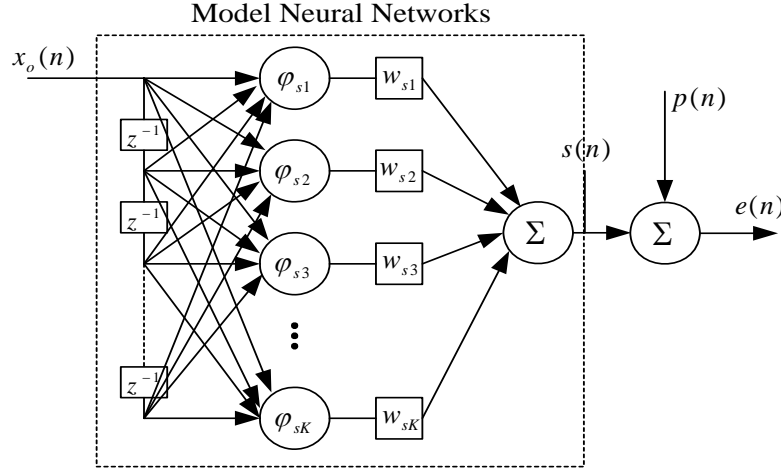 Model Neural Networks
x_o(n)
φ_{s1}
w_{s1}
p(n)
z^{-1}
φ_{s2}
w_{s2}
s(n)
z^{-1}
e(n)
Σ
Σ
φ_{s3}
w_{s3}
z^{-1}
φ_{sK}
w_{sK}